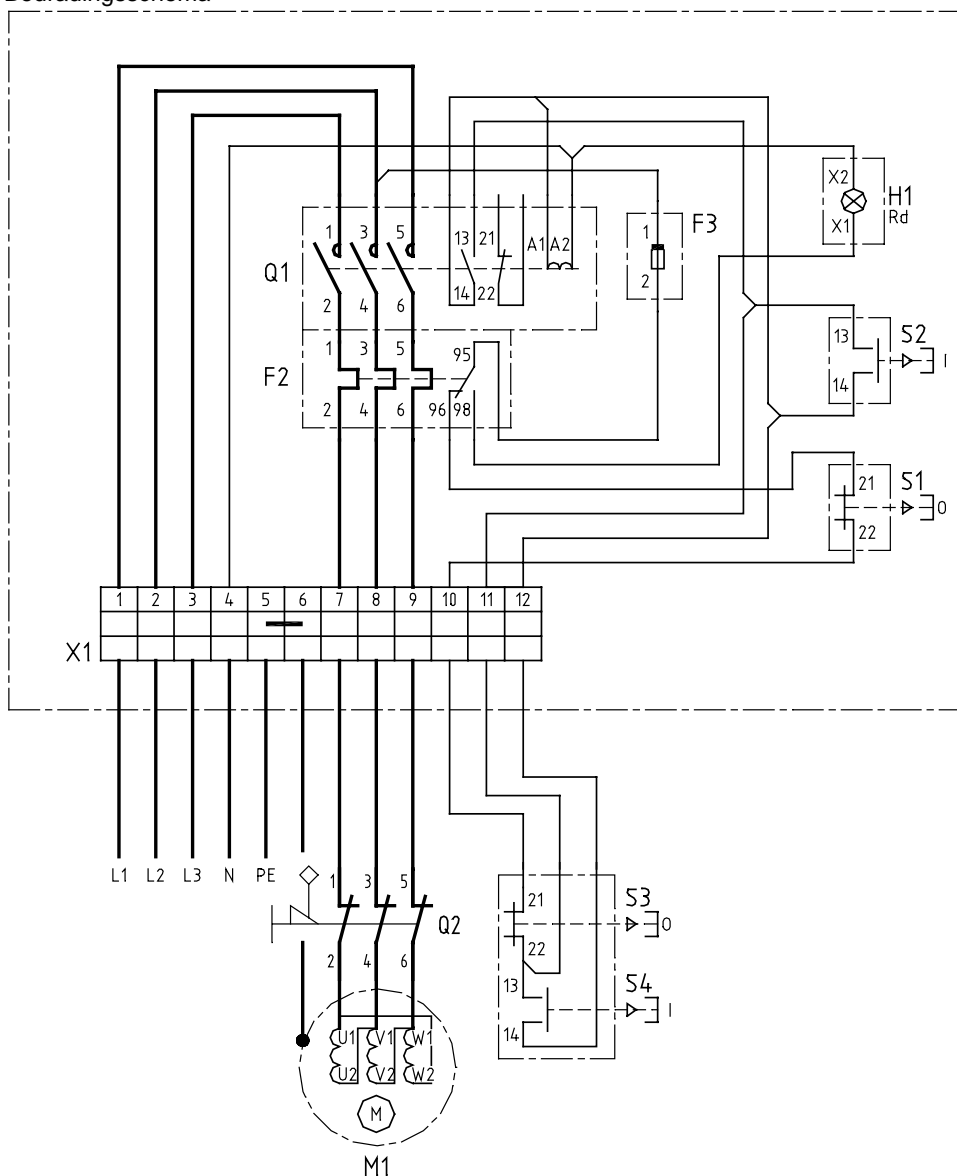 Bedradingsschema
X2
H1
Rd
X1
F3
1
2
1 3 5 13 21 A1 A2
Q1
2 4 6 14 22
13
S2
I
14
1 3 5 95
F2
2 4 6 96 98
21
S1
O
22
1 2 3 4 5 6 7 8 9 10 11 12
X1
L1 L2 L3 N PE
1 3 5
Q2
2 4 6
21
S3
O
22
13
S4
I
14
U1 V1 W1
U2 V2 W2
M
M1